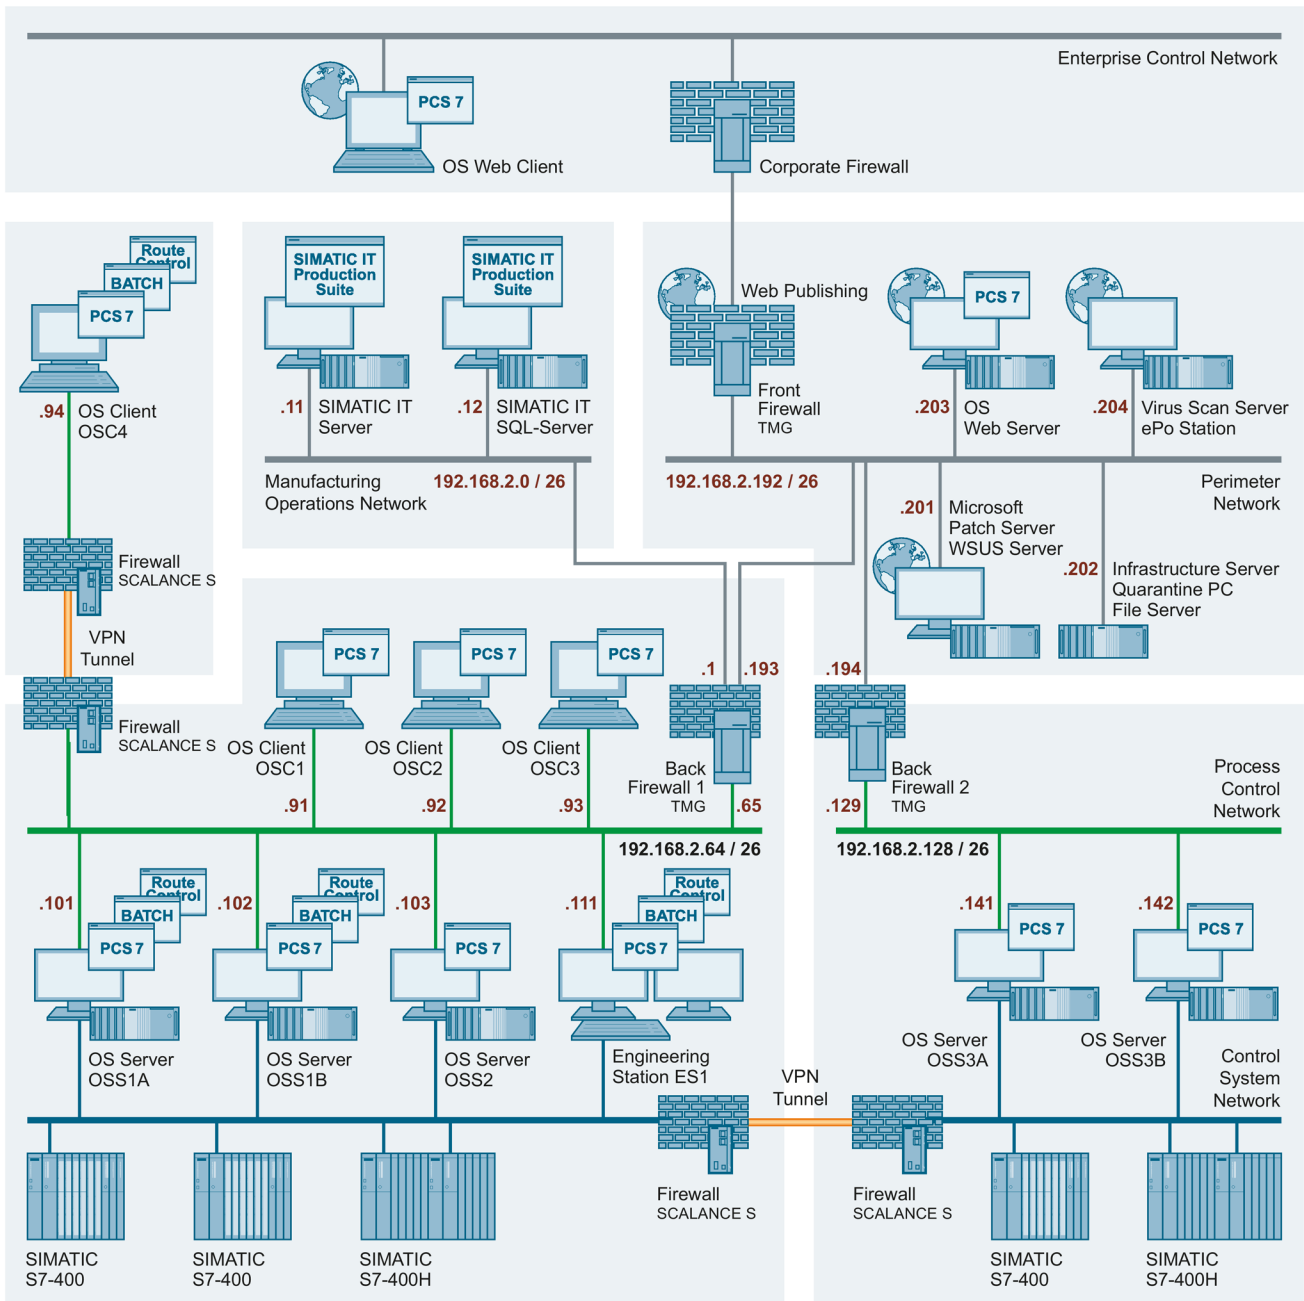 Enterprise Control Network
PCS 7
OS Web Client
Corporate Firewall
Route
Control
BATCH
PCS 7
.94
OS Client
OSC4
SIMATIC IT
Production
Suite
.11
SIMATIC IT
Server
SIMATIC IT
Production
Suite
.12
SIMATIC IT
SQL-Server
Manufacturing
Operations Network
192.168.2.0 / 26
Web Publishing
Front
Firewall
TMG
PCS 7
.203
OS
Web Server
.204
Virus Scan Server
ePo Station
192.168.2.192 / 26
Perimeter
Network
.201
Microsoft
Patch Server
WSUS Server
.202
Infrastructure Server
Quarantine PC
File Server
Firewall
SCALANCE S
VPN
Tunnel
Firewall
SCALANCE S
PCS 7
OS Client
OSC1
.91
PCS 7
OS Client
OSC2
.92
PCS 7
OS Client
OSC3
.93
.1
.193
Back
Firewall 1
TMG
.65
.194
Back
Firewall 2
TMG
.129
Process
Control
Network
192.168.2.64 / 26
192.168.2.128 / 26
.101
Route
Control
BATCH
PCS 7
OS Server
OSS1A
.102
Route
Control
BATCH
PCS 7
OS Server
OSS1B
.103
PCS 7
OS Server
OSS2
.111
Route
Control
BATCH
PCS 7
Engineering
Station ES1
.141
PCS 7
OS Server
OSS3A
.142
PCS 7
OS Server
OSS3B
Control
System
Network
VPN
Tunnel
Firewall
SCALANCE S
Firewall
SCALANCE S
SIMATIC
S7-400
SIMATIC
S7-400
SIMATIC
S7-400H
SIMATIC
S7-400
SIMATIC
S7-400H